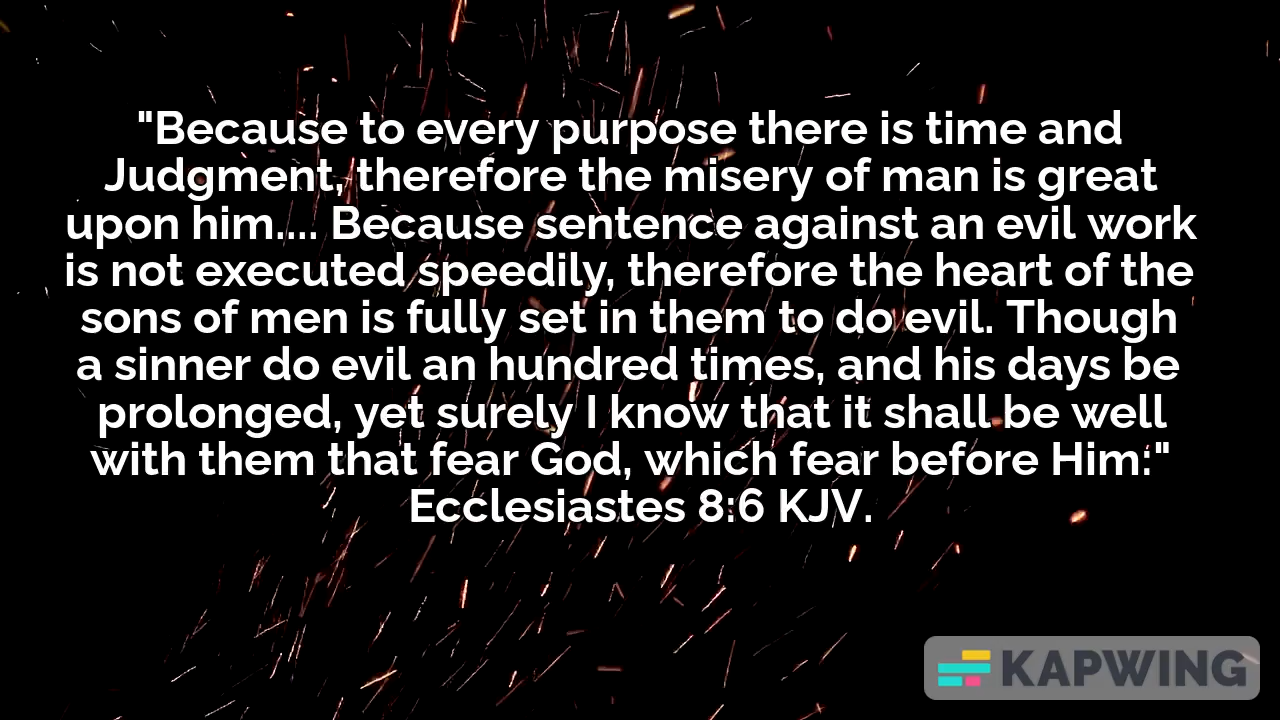 "Because to every purpose there is time and
Judgment, therefore the misery of man is great
upon him.... Because sentence against an evil work
is not executed speedily, therefore the heart of the
sons of men is fully set in them to do evil. Though
a sinner do evil an hundred times, and his days be
prolonged, yet surely I know that it shall be well
with them that fear God, which fear before Him:"
Ecclesiastes 8:6 KJV.
KAPWING